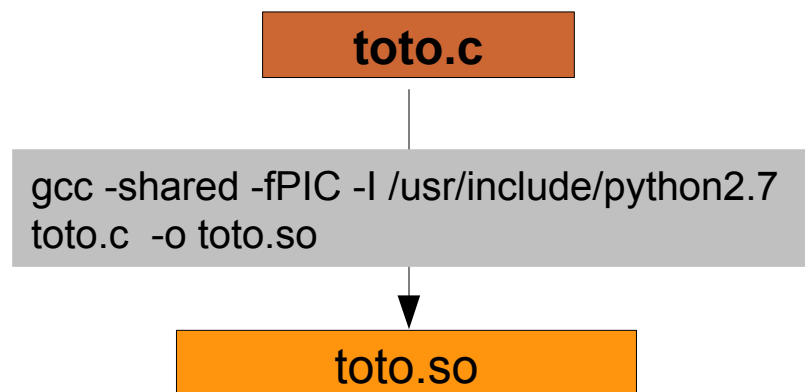 toto.c
gcc -shared -fPIC -I /usr/include/python2.7
toto.c -o toto.so
toto.so